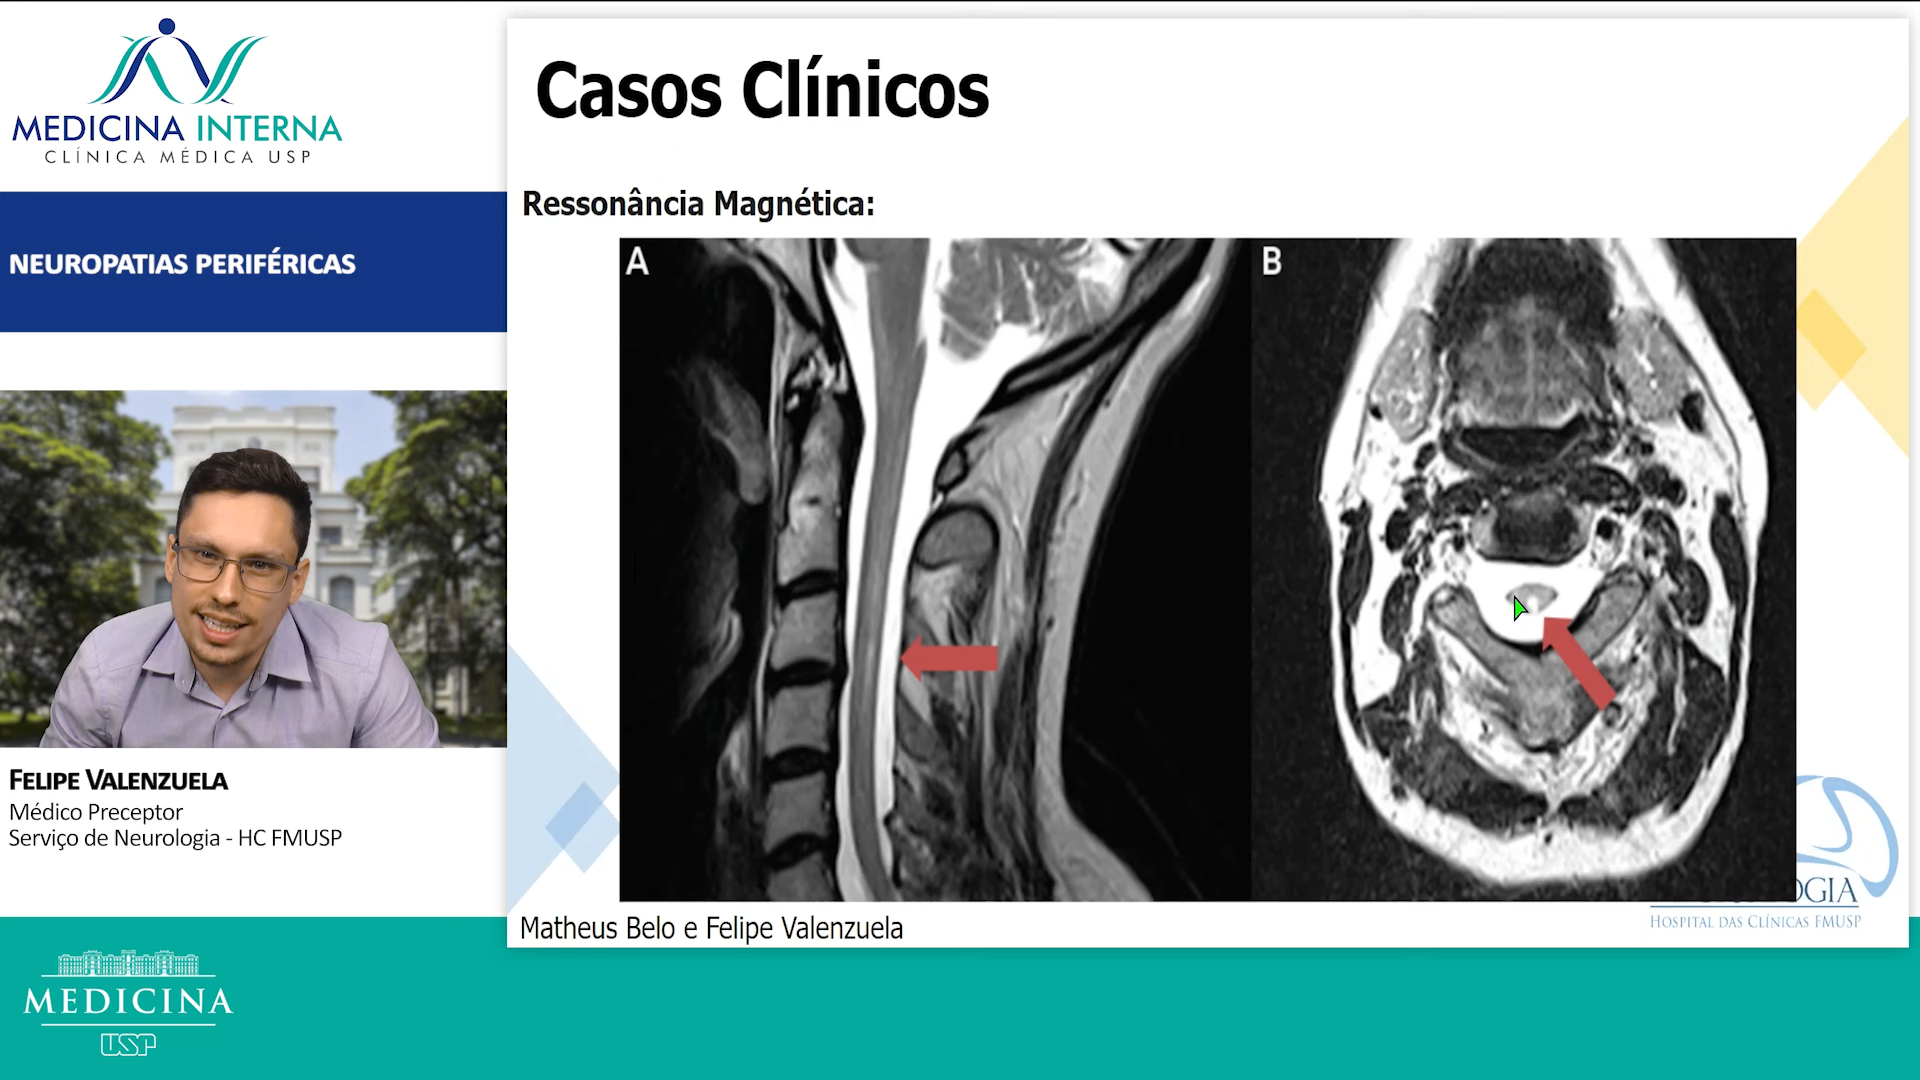 MEDICINA INTERNA
CLÍNICA MÉDICA USP
NEUROPATIAS PERIFÉRICAS
FELIPE VALENZUELA
Médico Preceptor
Serviço de Neurologia - HC FMUSP
MEDICINA
USP
Casos Clínicos
Ressonância Magnética:
A
B
Matheus Belo e Felipe Valenzuela
HOSPITAL DAS CLÍNICAS FMUSP